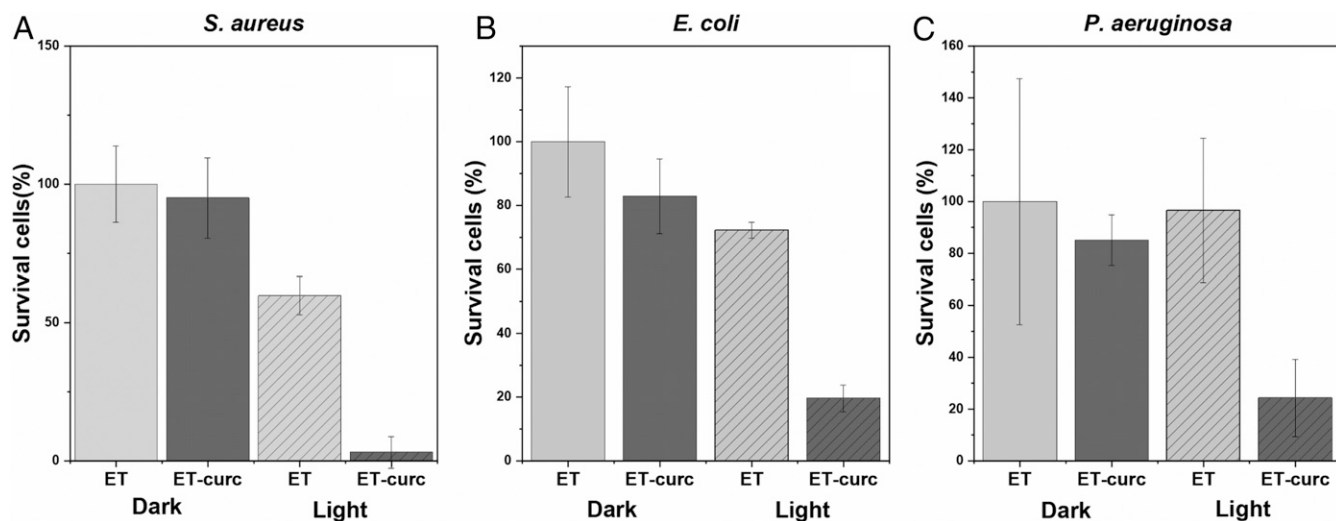 A
S. aureus
Survival cells(%)
150
100
50
0
ET
ET-curc
ET
ET-curc
Dark
Light
B
E. coli
Survival cells (%)
120
100
80
60
40
20
0
ET
ET-curc
ET
ET-curc
Dark
Light
C
P. aeruginosa
Survival cells (%)
160
140
120
100
80
60
40
20
0
ET
ET-curc
ET
ET-curc
Dark
Light